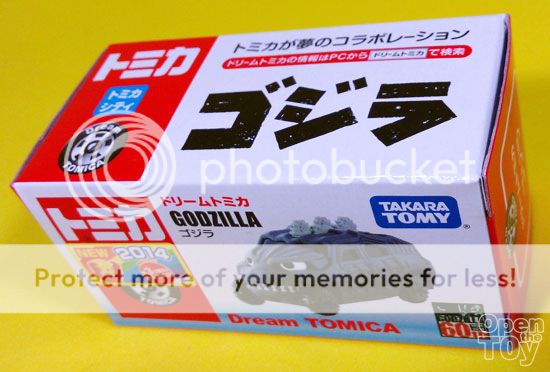 トミカ
トミカが夢のコラボレーション
ドリームトミカの情報はPCから ドリームトミカ で検索
トミカ
シティ
ゴジラ
DREAM
TOMICA
photobucket
トミカ
ドリームトミカ
GODZILLA
ゴジラ
TAKARA
TOMY
NEW
2014
Protect more of your memories for less!
Dream TOMICA
60
Open
the
TOy